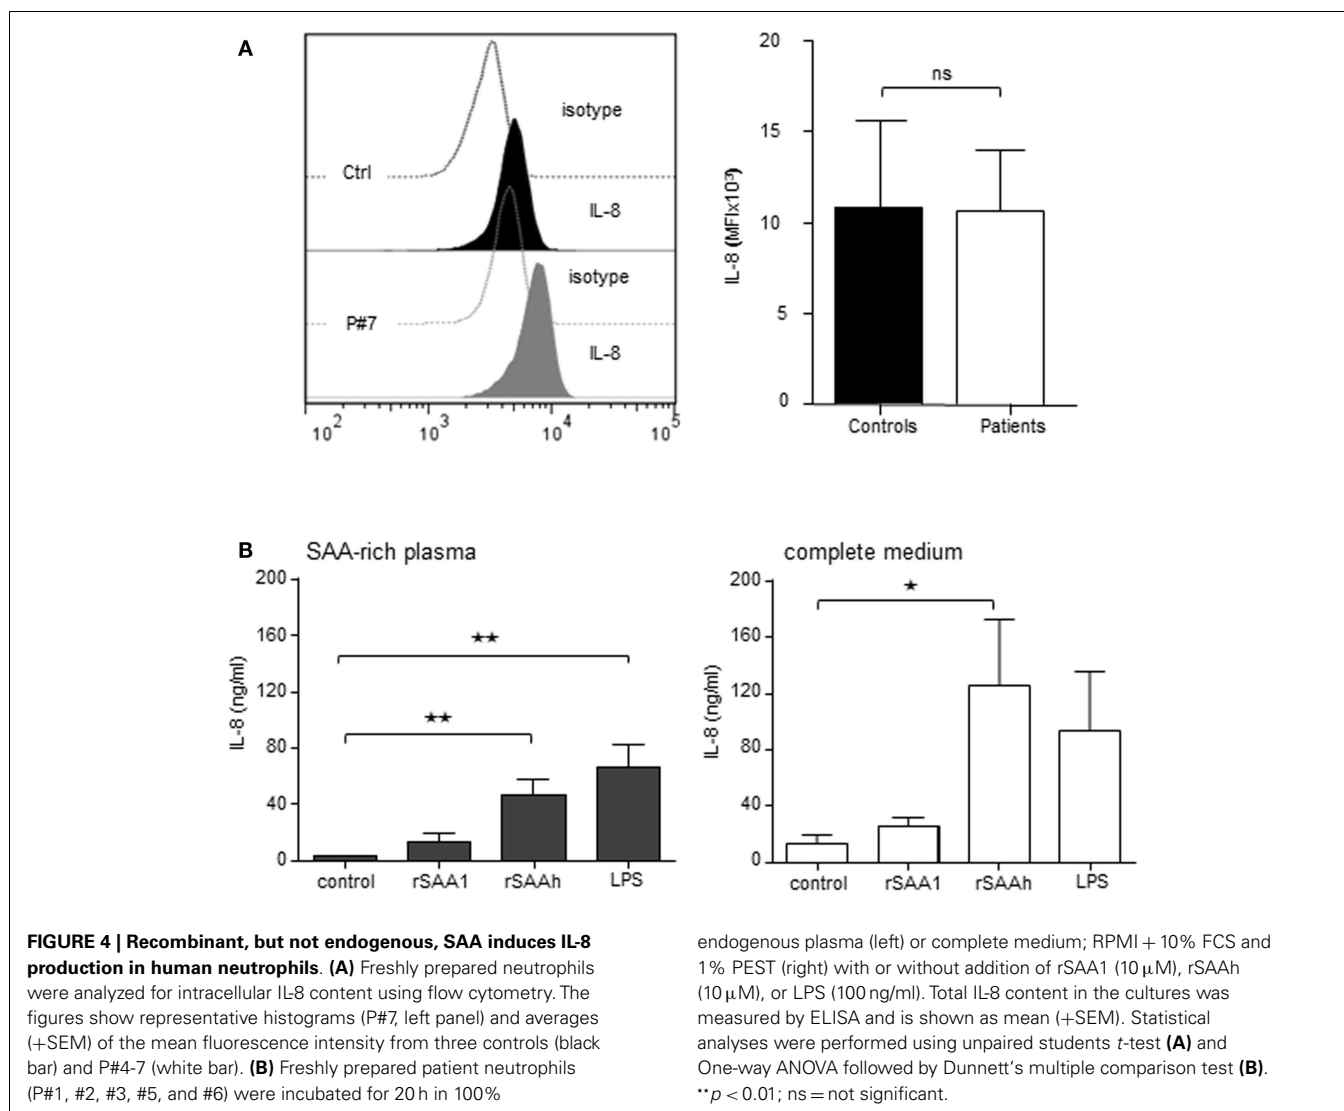 A
isotype
Ctrl
IL-8
isotype
P#7
IL-8
10² 10³ 10⁴ 10⁵
20
15
10
5
0
IL-8 (MFIx10³)
ns
Controls Patients
B SAA-rich plasma
200
160
120
80
40
0
IL-8 (ng/ml)
★★
★★
control rSAA1 rSAAh LPS
complete medium
200
160
120
80
40
0
IL-8 (ng/ml)
★
control rSAA1 rSAAh LPS
FIGURE 4 | Recombinant, but not endogenous, SAA induces IL-8
production in human neutrophils. (A) Freshly prepared neutrophils
were analyzed for intracellular IL-8 content using flow cytometry. The
figures show representative histograms (P#7, left panel) and averages
(+SEM) of the mean fluorescence intensity from three controls (black
bar) and P#4-7 (white bar). (B) Freshly prepared patient neutrophils
(P#1, #2, #3, #5, and #6) were incubated for 20 h in 100%
endogenous plasma (left) or complete medium; RPMI + 10% FCS and
1% PEST (right) with or without addition of rSAA1 (10 μM), rSAAh
(10 μM), or LPS (100 ng/ml). Total IL-8 content in the cultures was
measured by ELISA and is shown as mean (+SEM). Statistical
analyses were performed using unpaired students t-test (A) and
One-way ANOVA followed by Dunnett's multiple comparison test (B).
**p < 0.01; ns = not significant.